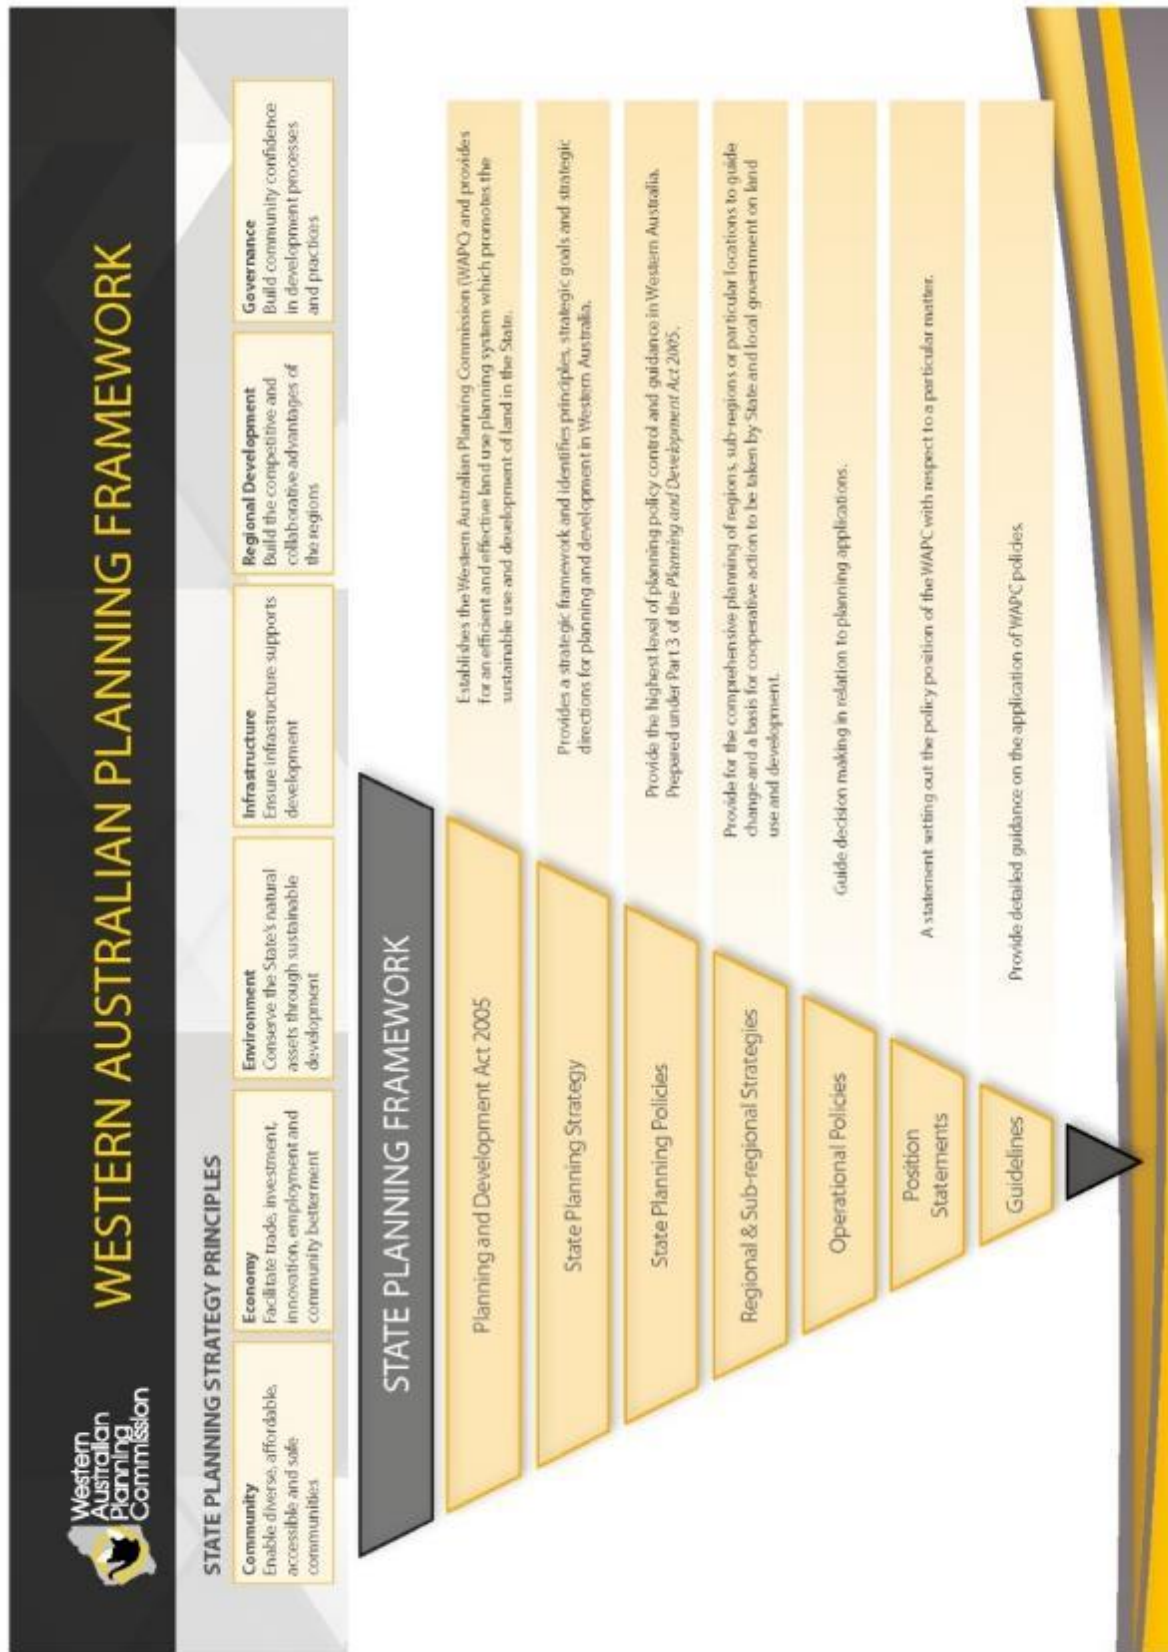 Western
Australian
Planning
Commission
WESTERN AUSTRALIAN PLANNING FRAMEWORK
STATE PLANNING STRATEGY PRINCIPLES
Community
Enable diverse, affordable,
accessible and safe
communities
Economy
Facilitate trade, investment,
innovation, employment and
community betterment
Environment
Conserve the State's natural
assets through sustainable
development
Infrastructure
Ensure infrastructure supports
development
Regional Development
Build the competitive and
collaborative advantages of
the regions
Governance
Build community confidence
in development processes
and practices
STATE PLANNING FRAMEWORK
Planning and Development Act 2005
Establishes the Western Australian Planning Commission (WAPC) and provides
for an efficient and effective land use planning system which promotes the
sustainable use and development of land in the State.
State Planning Strategy
Provides a strategic framework and identifies principles, strategic goals and strategic
directions for planning and development in Western Australia.
State Planning Policies
Provide the highest level of planning policy control and guidance in Western Australia.
Prepared under Part 3 of the Planning and Development Act 2005.
Regional & Sub-regional Strategies
Provide for the comprehensive planning of regions, sub-regions or particular locations to guide
change and a basis for cooperative action to be taken by State and local government on land
use and development.
Operational Policies
Guide decision making in relation to planning applications.
Position
Statements
A statement setting out the policy position of the WAPC with respect to a particular matter.
Guidelines
Provide detailed guidance on the application of WAPC policies.